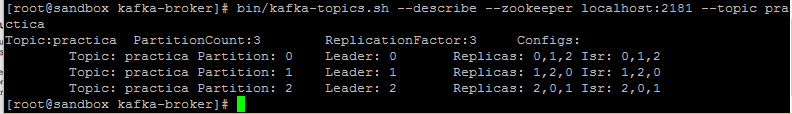 [root@sandbox kafka-broker]# bin/kafka-topics.sh --describe --zookeeper localhost:2181 --topic pra
ctica
Topic:practica  PartitionCount:3        ReplicationFactor:3     Configs:
        Topic: practica Partition: 0    Leader: 0       Replicas: 0,1,2 Isr: 0,1,2
        Topic: practica Partition: 1    Leader: 1       Replicas: 1,2,0 Isr: 1,2,0
        Topic: practica Partition: 2    Leader: 2       Replicas: 2,0,1 Isr: 2,0,1
[root@sandbox kafka-broker]#